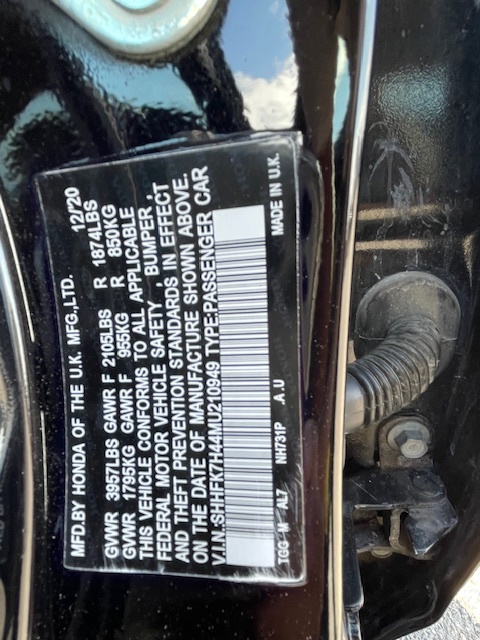 MFD.BY HONDA OF THE U.K. MFG.,LTD. 12/20
GVWR 3957LBS GAWR F 2105LBS R 1874LBS
GVWR 1795KG GAWR F 955KG R 850KG
THIS VEHICLE CONFORMS TO ALL APPLICABLE
FEDERAL MOTOR VEHICLE SAFETY , BUMPER ,
AND THEFT PREVENTION STANDARDS IN EFFECT
ON THE DATE OF MANUFACTURE SHOWN ABOVE.
V.I.N.:SHHFK7H44MU210949 TYPE:PASSENGER CAR
TGG M AL7 NH731P .A.U MADE IN U.K.